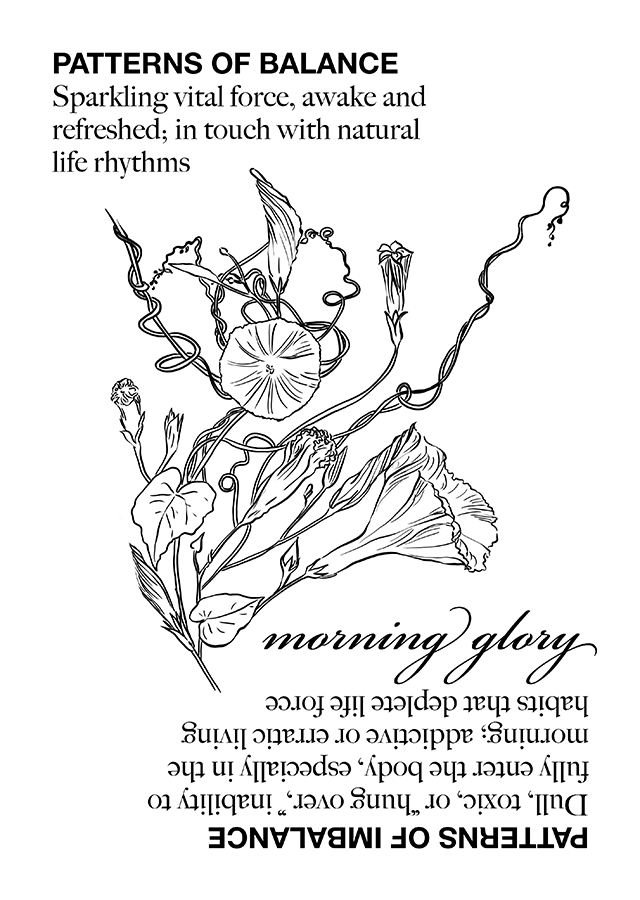 PATTERNS OF BALANCE
Sparkling vital force, awake and
refreshed; in touch with natural
life rhythms
morning glory
PATTERNS OF IMBALANCE
Dull, toxic, or “hung over,” inability to
fully enter the body, especially in the
morning; addictive or erratic living
habits that deplete life force